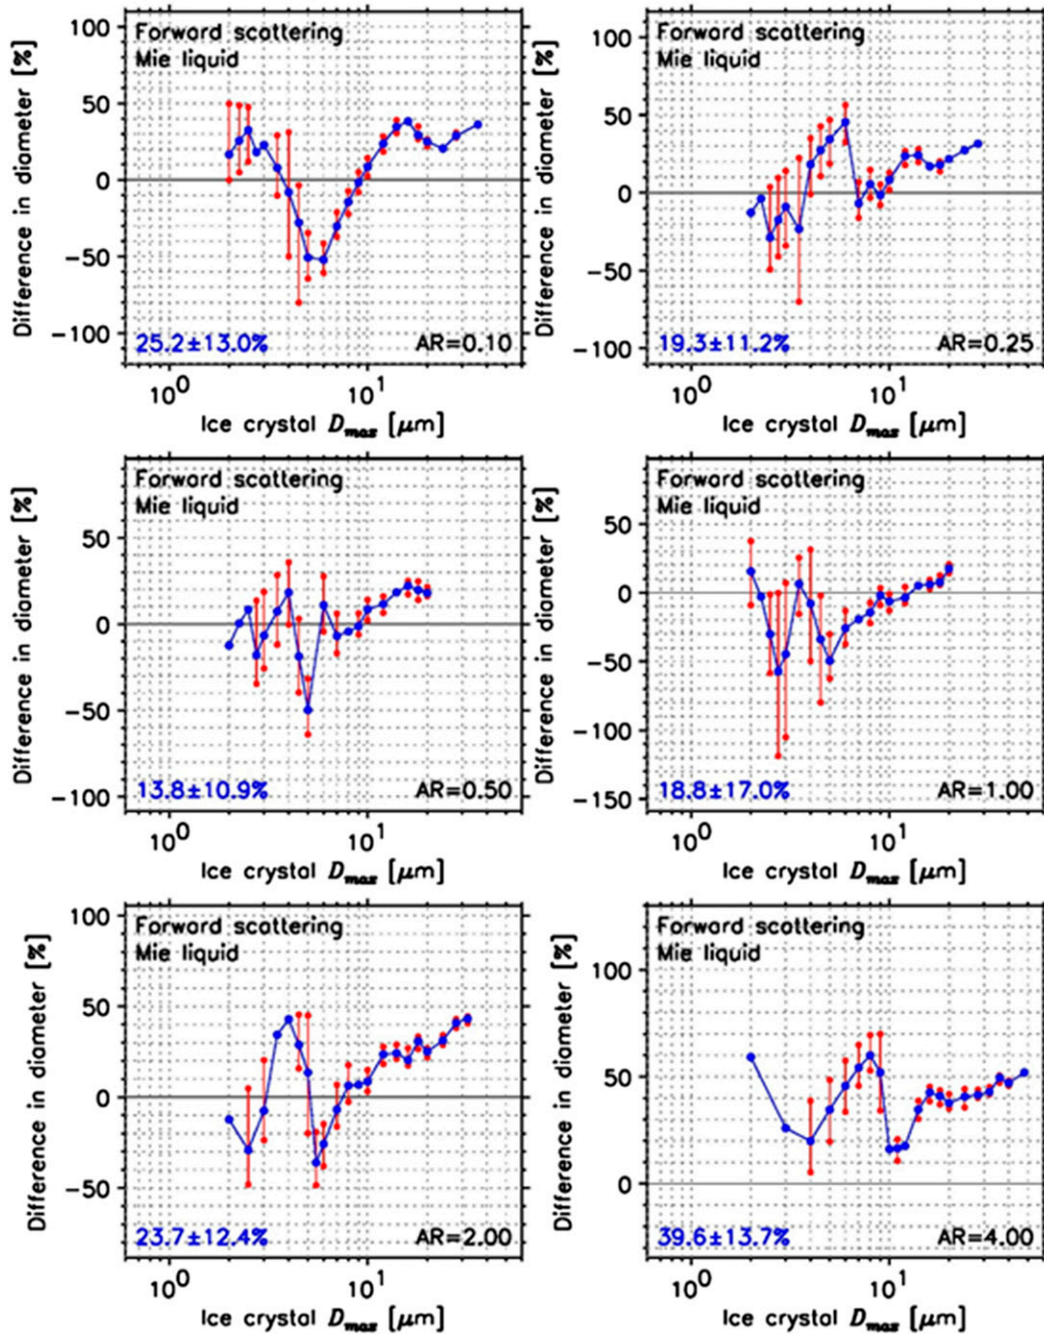 Difference in diameter [%]
100
50
0
−50
−100
Forward scattering
Mie liquid
25.2±13.0%
AR=0.10
10^0
10^1
Ice crystal D_max [μm]
Difference in diameter [%]
100
50
0
−50
−100
Forward scattering
Mie liquid
19.3±11.2%
AR=0.25
10^0
10^1
Ice crystal D_max [μm]
Difference in diameter [%]
50
0
−50
−100
Forward scattering
Mie liquid
13.8±10.9%
AR=0.50
10^0
10^1
Ice crystal D_max [μm]
Difference in diameter [%]
50
0
−50
−100
−150
Forward scattering
Mie liquid
18.8±17.0%
AR=1.00
10^0
10^1
Ice crystal D_max [μm]
Difference in diameter [%]
100
50
0
−50
Forward scattering
Mie liquid
23.7±12.4%
AR=2.00
10^0
10^1
Ice crystal D_max [μm]
Difference in diameter [%]
100
50
0
Forward scattering
Mie liquid
39.6±13.7%
AR=4.00
10^0
10^1
Ice crystal D_max [μm]